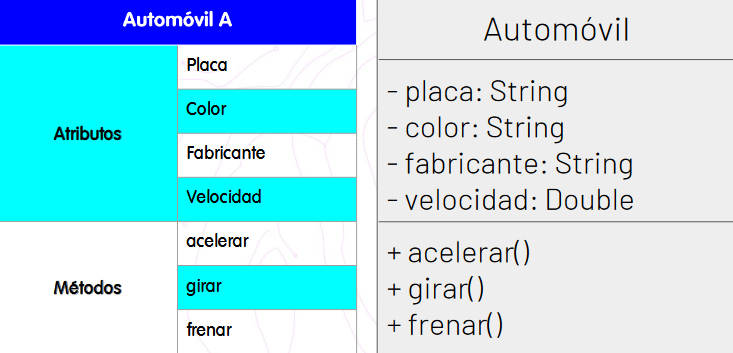 Automóvil A
Atributos
Placa
Color
Fabricante
Velocidad
Métodos
acelerar
girar
frenar
Automóvil
- placa: String
- color: String
- fabricante: String
- velocidad: Double
+ acelerar()
+ girar()
+ frenar()